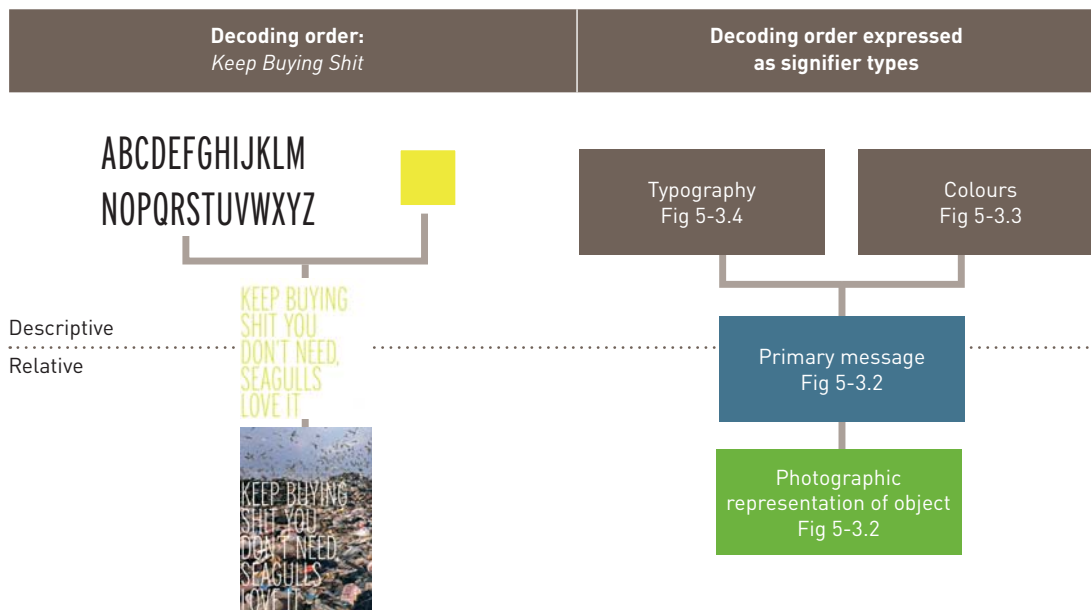 Decoding order:
Keep Buying Shit
Decoding order expressed
as signifier types
ABCDEFGHIJKLM
NOPQRSTUVWXYZ
Typography
Fig 5-3.4
Colours
Fig 5-3.3
KEEP BUYING
SHIT YOU
DON'T NEED,
SEAGULLS
LOVE IT
Descriptive
Relative
Primary message
Fig 5-3.2
KEEP BUYING
SHIT YOU
DON'T NEED
SEAGULLS
LOVE IT
Photographic
representation of object
Fig 5-3.2